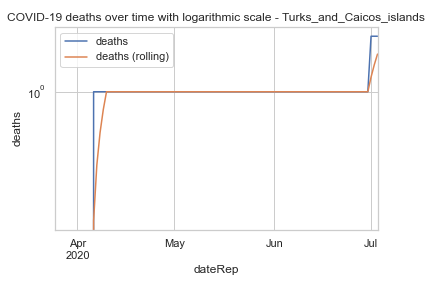 COVID-19 deaths over time with logarithmic scale - Turks_and_Caicos_islands
deaths
deaths (rolling)
10⁰
deaths
Apr
2020
May
Jun
Jul
dateRep